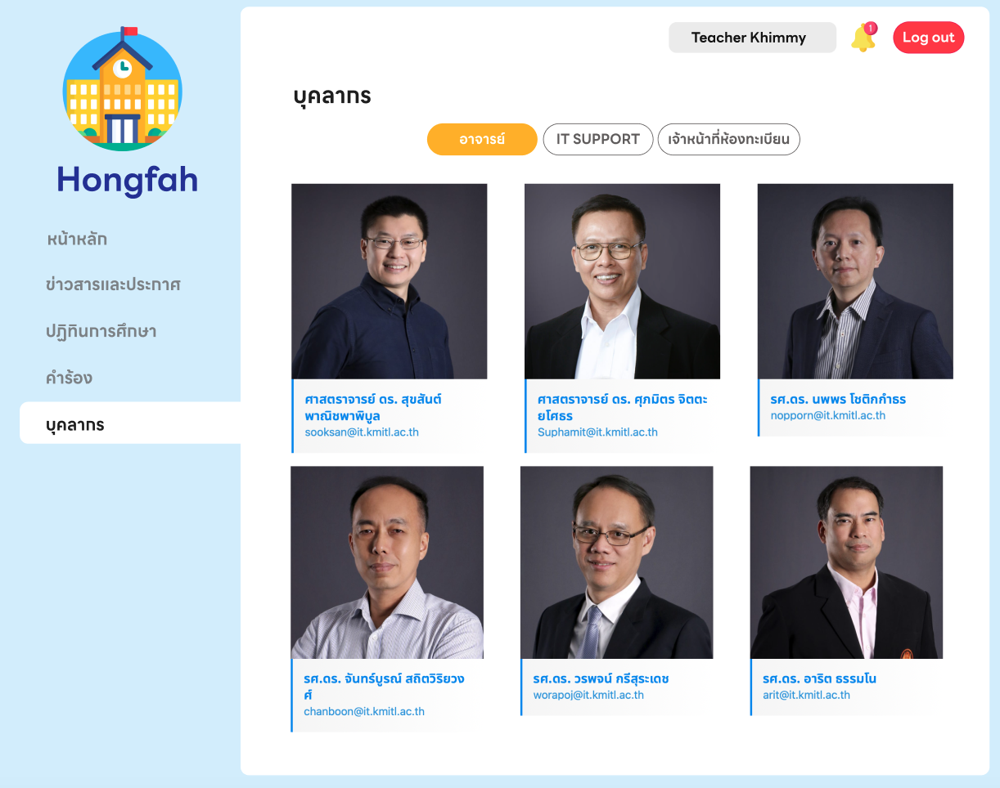 Teacher Khimmy
1
Log out
Hongfah
หน้าหลัก
ข่าวสารและประกาศ
ปฏิทินการศึกษา
คำร้อง
บุคลากร
บุคลากร
อาจารย์
IT SUPPORT
เจ้าหน้าที่ห้องทะเบียน
ศาสตราจารย์ ดร. สุขสันต์
พาณิชพาพิบูล
sooksan@it.kmitl.ac.th
ศาสตราจารย์ ดร. ศุภมิตร จิตตะ
ยโศธร
Suphamit@it.kmitl.ac.th
รศ.ดร. นพพร โชติกกำธร
nopporn@it.kmitl.ac.th
รศ.ดร. จันทร์บูรณ์ สถิตวิริยวง
ศ์
chanboon@it.kmitl.ac.th
รศ.ดร. วรพจน์ กรีสุระเดช
worapoj@it.kmitl.ac.th
รศ.ดร. อาริต ธรรมโน
arit@it.kmitl.ac.th